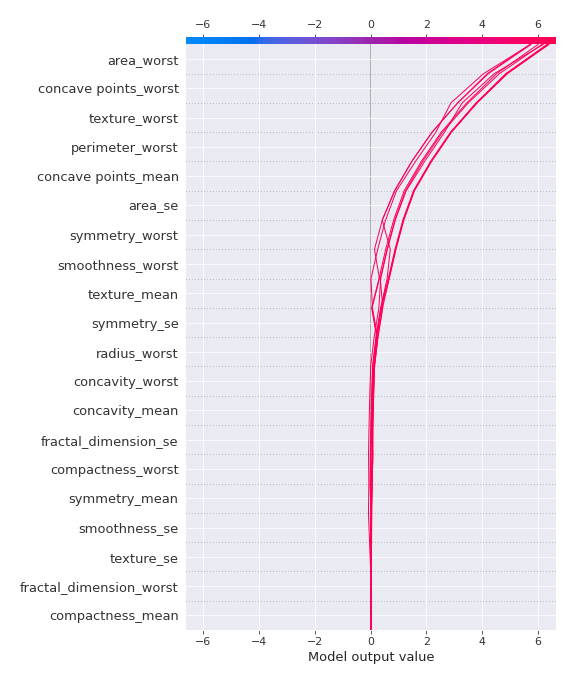 −6 −4 −2 0 2 4 6
area_worst
concave points_worst
texture_worst
perimeter_worst
concave points_mean
area_se
symmetry_worst
smoothness_worst
texture_mean
symmetry_se
radius_worst
concavity_worst
concavity_mean
fractal_dimension_se
compactness_worst
symmetry_mean
smoothness_se
texture_se
fractal_dimension_worst
compactness_mean
−6 −4 −2 0 2 4 6
Model output value